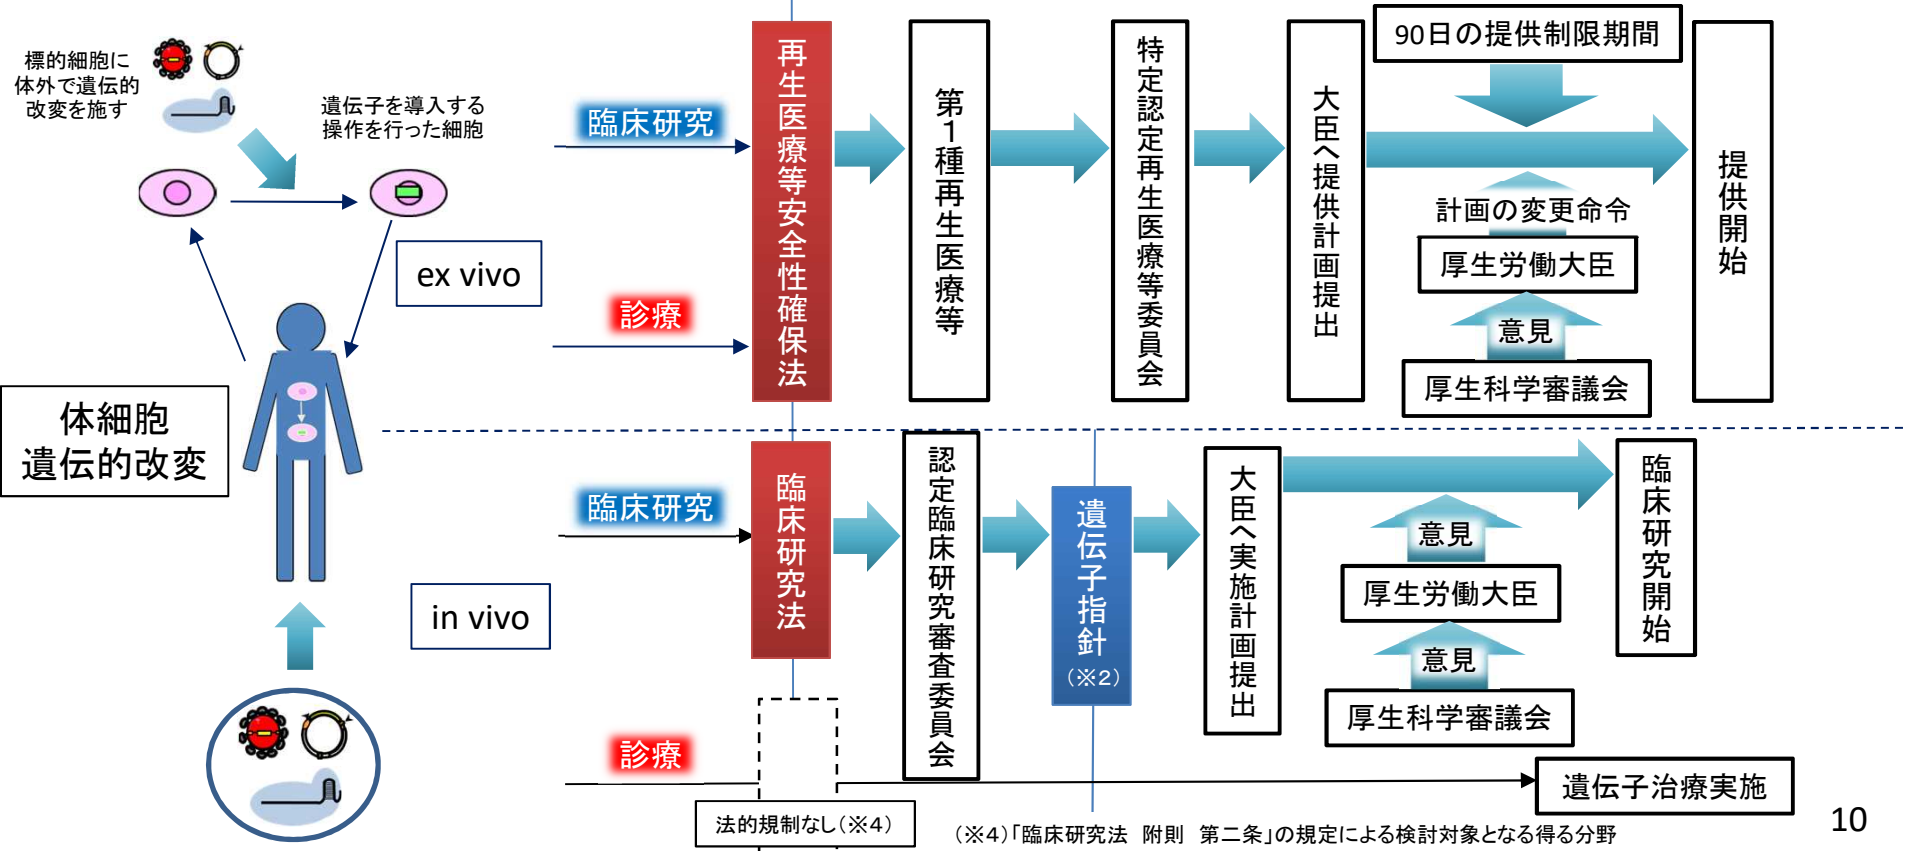 標的細胞に
体外で遺伝的
改変を施す
遺伝子を導入する
操作を行った細胞
ex vivo
体細胞
遺伝的改変
in vivo
臨床研究
診療
再生医療等安全性確保法
第1種再生医療等
特定認定再生医療等委員会
大臣へ提供計画提出
90日の提供制限期間
計画の変更命令
厚生労働大臣
意見
厚生科学審議会
提供開始
臨床研究
臨床研究法
認定臨床研究審査委員会
遺伝子指針
(※2)
大臣へ実施計画提出
意見
厚生労働大臣
意見
厚生科学審議会
臨床研究開始
診療
法的規制なし(※4)
遺伝子治療実施
(※4)「臨床研究法 附則 第二条」の規定による検討対象となる得る分野
10